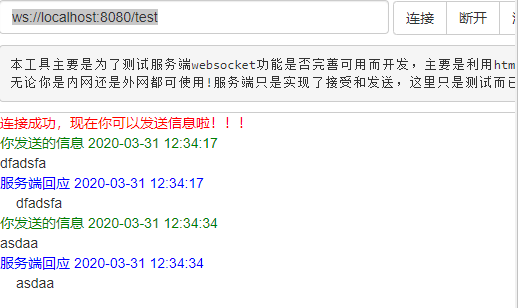 ws://localhost:8080/test 连接 断开
本工具主要是为了测试服务端websocket功能是否完善可用而开发，主要是利用htm
无论你是内网还是外网都可使用!服务端只是实现了接受和发送，这里只是测试而已
连接成功，现在你可以发送信息啦！！！
你发送的信息 2020-03-31 12:34:17
dfadsfa
服务端回应 2020-03-31 12:34:17
dfadsfa
你发送的信息 2020-03-31 12:34:34
asdaa
服务端回应 2020-03-31 12:34:34
asdaa